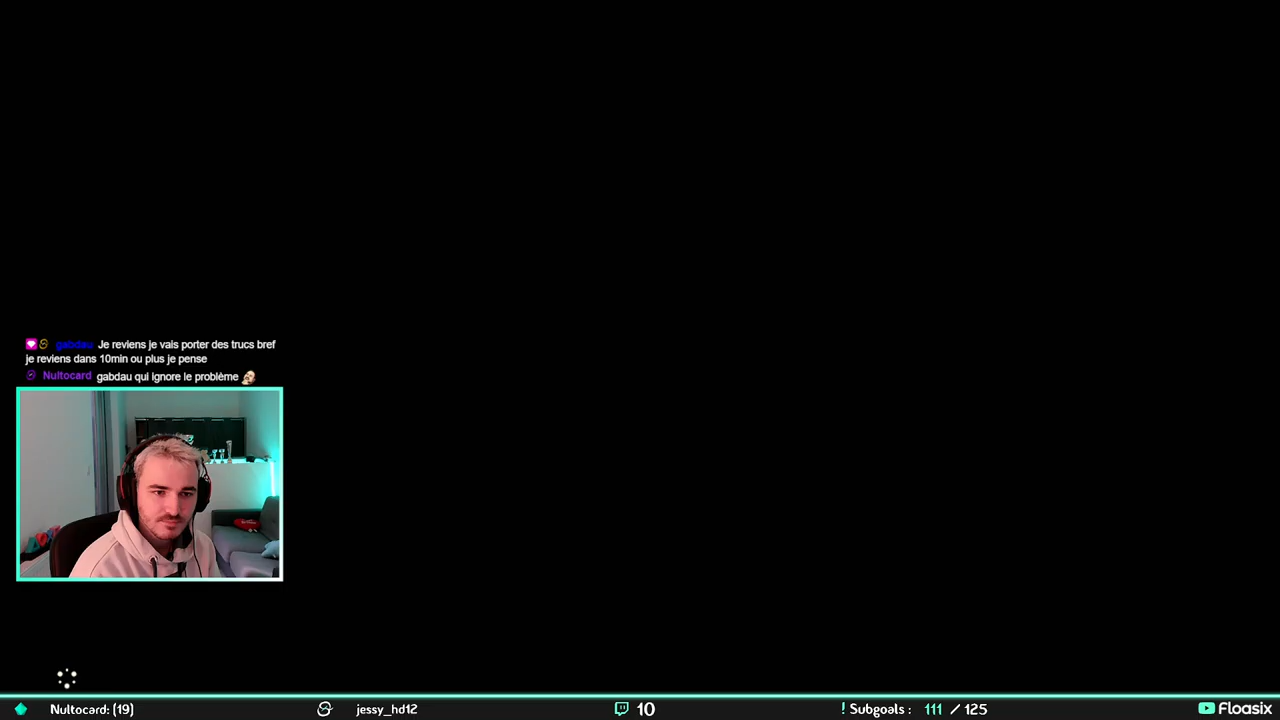 gabdau Je reviens je vais porter des trucs bref
je reviens dans 10min ou plus je pense
Nultocard gabdau qui ignore le problème
Nultocard: (19) jessy_hd12 10 ! Subgoals : 111 / 125 Floasix